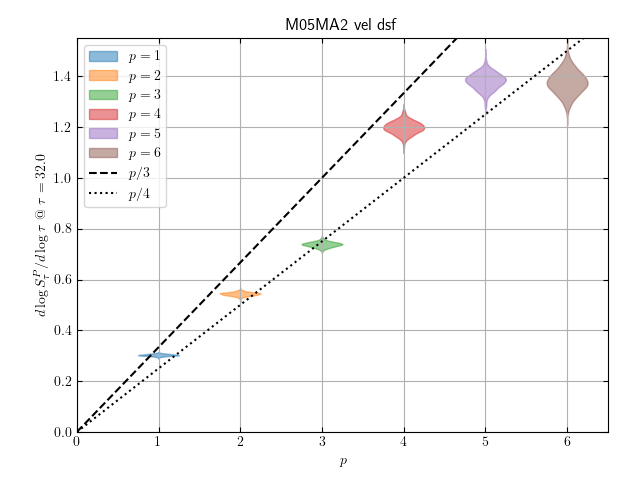 M05MA2 vel dsf
p = 1
p = 2
p = 3
p = 4
p = 5
p = 6
p/3
p/4
d log S_τ^P / d log τ @ τ = 32.0
1.4
1.2
1.0
0.8
0.6
0.4
0.2
0.0
0 1 2 3 4 5 6
p